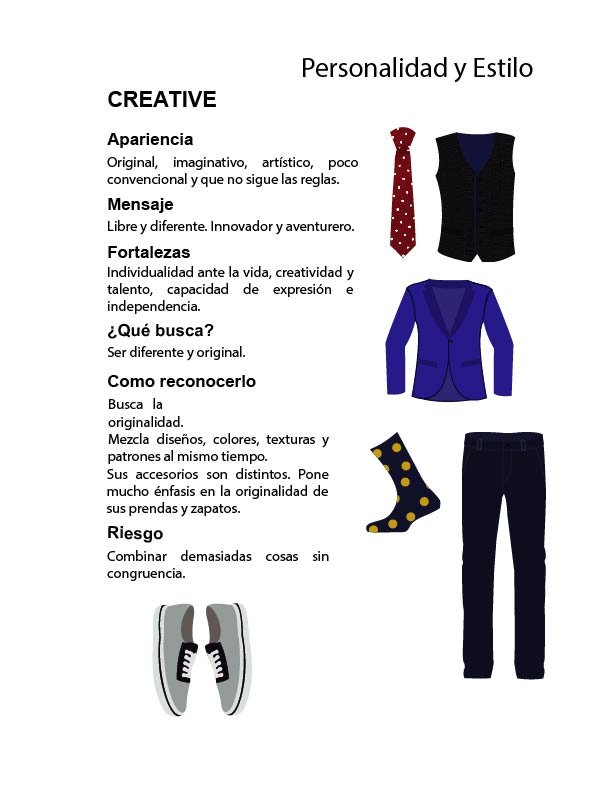 Personalidad y Estilo
CREATIVE
Apariencia
Original, imaginativo, artístico, poco
convencional y que no sigue las reglas.
Mensaje
Libre y diferente. Innovador y aventurero.
Fortalezas
Individualidad ante la vida, creatividad y
talento, capacidad de expresión e
independencia.
¿Qué busca?
Ser diferente y original.
Como reconocerlo
Busca la
originalidad.
Mezcla diseños, colores, texturas y
patrones al mismo tiempo.
Sus accesorios son distintos. Pone
mucho énfasis en la originalidad de
sus prendas y zapatos.
Riesgo
Combinar demasiadas cosas sin
congruencia.